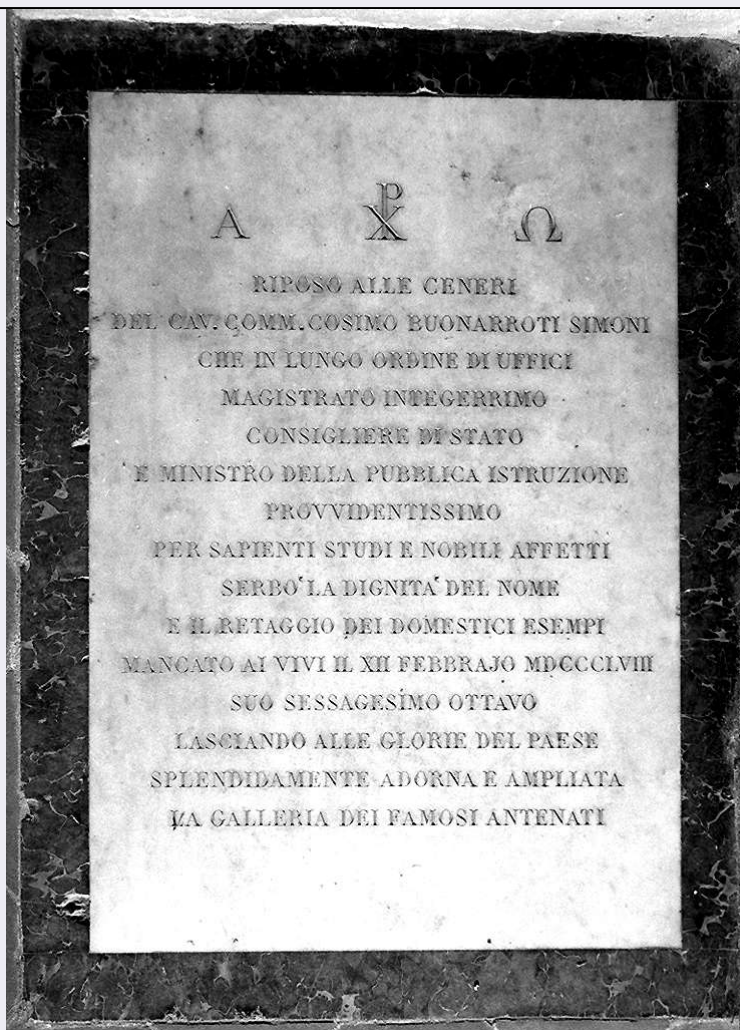 Α ☧ Ω
RIPOSO ALLE CENERI
DEL CAV. COMM. COSIMO BUONARROTI SIMONI
CHE IN LUNGO ORDINE DI UFFICI
MAGISTRATO INTEGERRIMO
CONSIGLIERE DI STATO
E MINISTRO DELLA PUBBLICA ISTRUZIONE
PROVVIDENTISSIMO
PER SAPIENTI STUDI E NOBILI AFFETTI
SERBO' LA DIGNITA' DEL NOME
E IL RETAGGIO DEI DOMESTICI ESEMPI
MANCATO AI VIVI IL XII FEBBRAJO MDCCCLVIII
SUO SESSAGESIMO OTTAVO
LASCIANDO ALLE GLORIE DEL PAESE
SPLENDIDAMENTE ADORNA E AMPLIATA
LA GALLERIA DEI FAMOSI ANTENATI